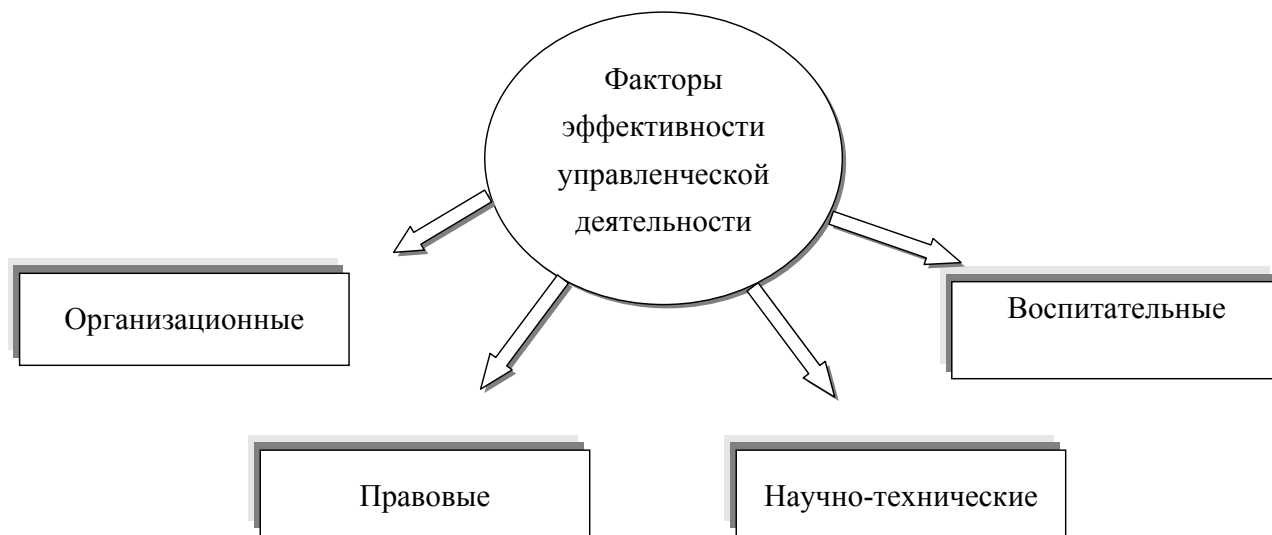 Факторы
эффективности
управленческой
деятельности
Организационные
Воспитательные
Правовые
Научно-технические